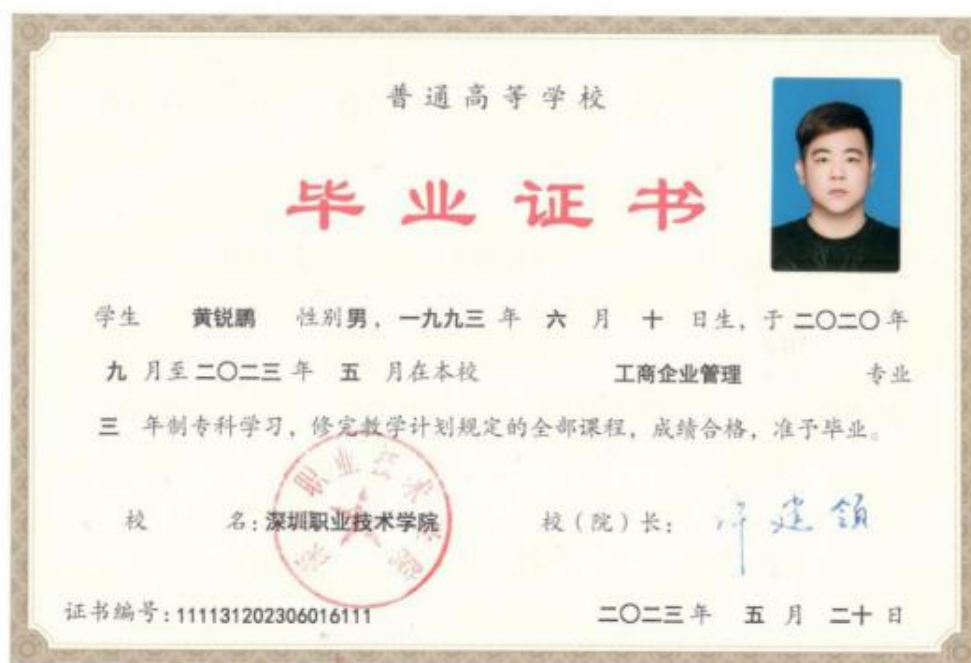 普通高等学校
毕业证书
学生 黄锐鹏 性别男，一九九三年 六 月 十 日生，于二〇二〇年
九 月至二〇二三年 五 月在本校 工商企业管理 专业
三 年制专科学习，修完教学计划规定的全部课程，成绩合格，准予毕业。
校 名：深圳职业技术学院 校（院）长：许建领
证书编号：111131202306016111 二〇二三年 五 月 二十 日